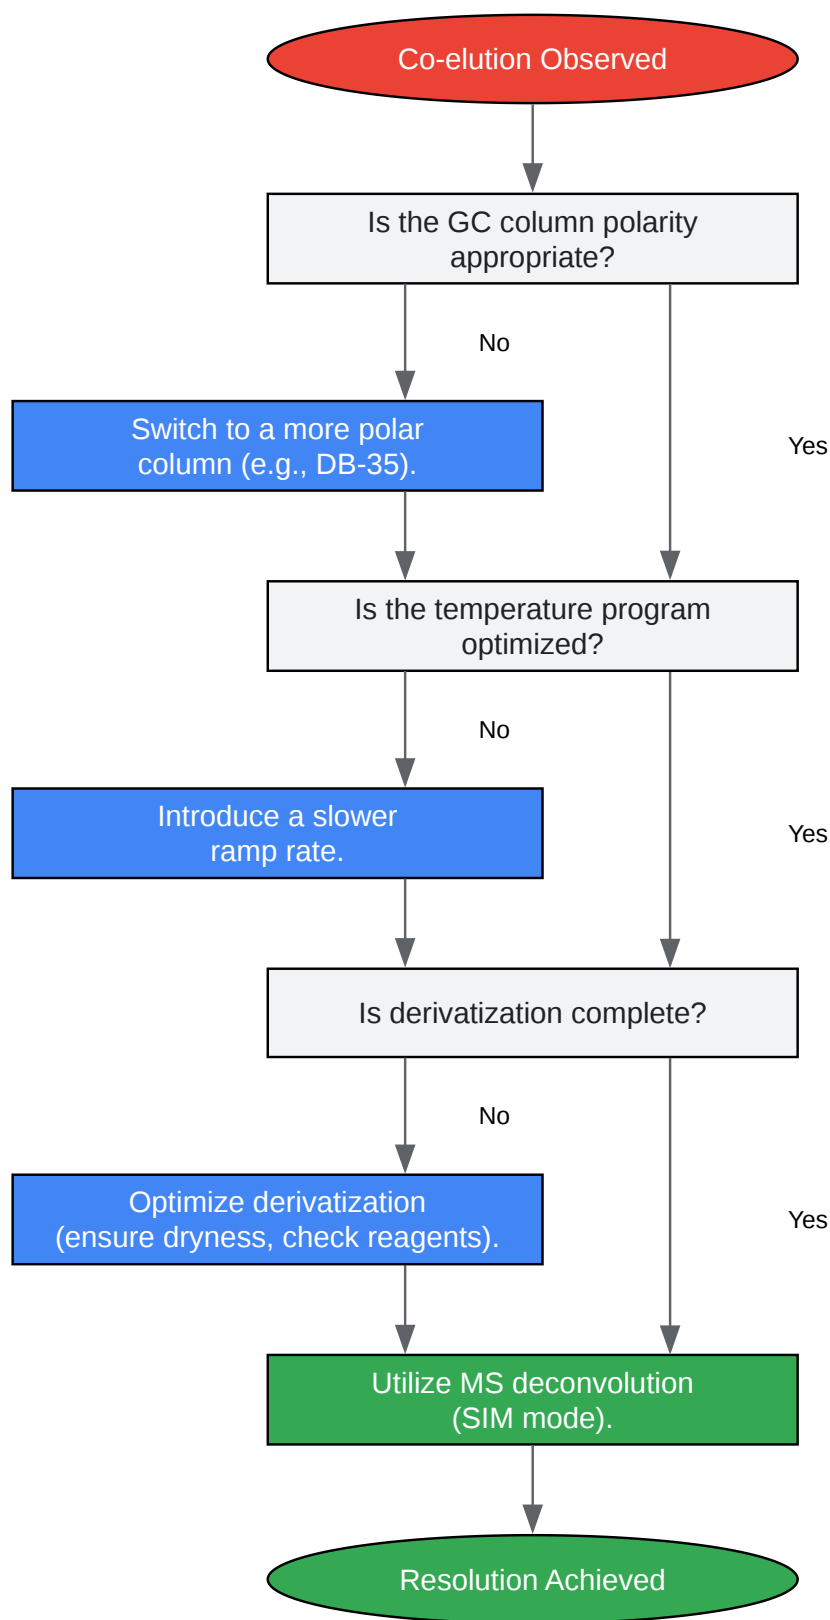 Co-elution Observed
Is the GC column polarity
appropriate?
No
Switch to a more polar
column (e.g., DB-35).
Yes
Is the temperature program
optimized?
No
Introduce a slower
ramp rate.
Yes
Is derivatization complete?
No
Optimize derivatization
(ensure dryness, check reagents).
Yes
Utilize MS deconvolution
(SIM mode).
Resolution Achieved